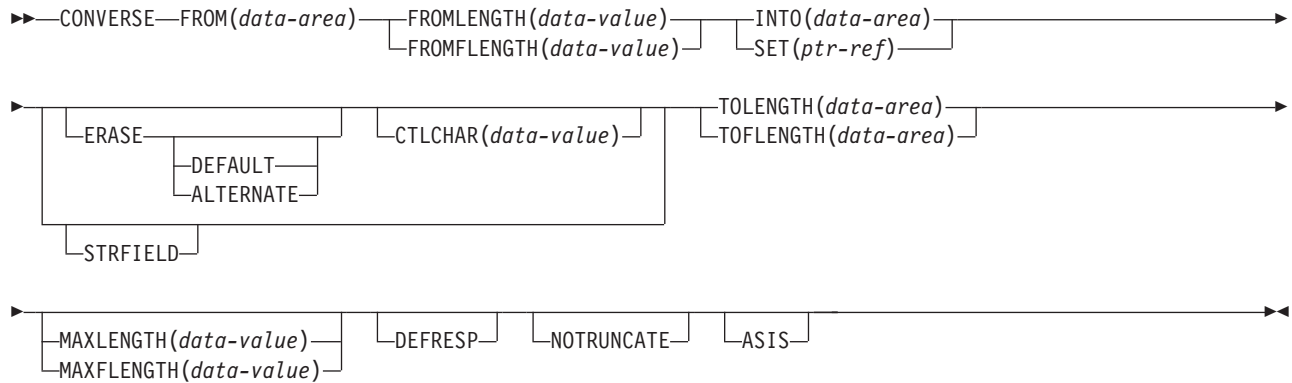 CONVERSE FROM(data-area) FROMLENGTH(data-value) INTO(data-area)
FROMFLENGTH(data-value) SET(ptr-ref)
ERASE CTLCHAR(data-value) TOLENGTH(data-area)
DEFAULT TOFLENGTH(data-area)
ALTERNATE
STRFIELD
MAXLENGTH(data-value) DEFRESP NOTRUNCATE ASIS
MAXFLENGTH(data-value)